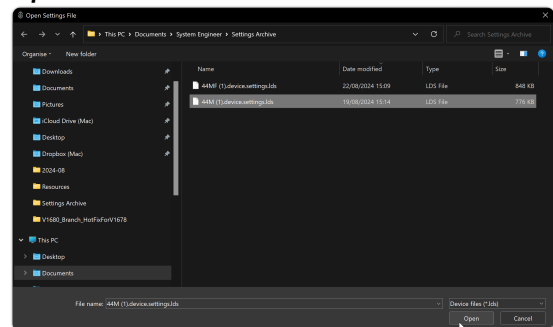 Open Settings File
This PC > Documents > System Engineer > Settings Archive
Search Settings Archive
Organise
New folder
Name Date modified Type Size
44MF (1).device.settings.lds 22/08/2024 15:09 LDS File 848 KB
44M (1).device.settings.lds 19/08/2024 15:14 LDS File 776 KB
Downloads
Documents
Pictures
iCloud Drive (Mac)
Desktop
Dropbox (Mac)
2024-08
Resources
Settings Archive
V1680_Branch_HotFixForV1678
This PC
Desktop
Documents
File name: 44M (1).device.settings.lds
Device files (*.lds)
Open Cancel